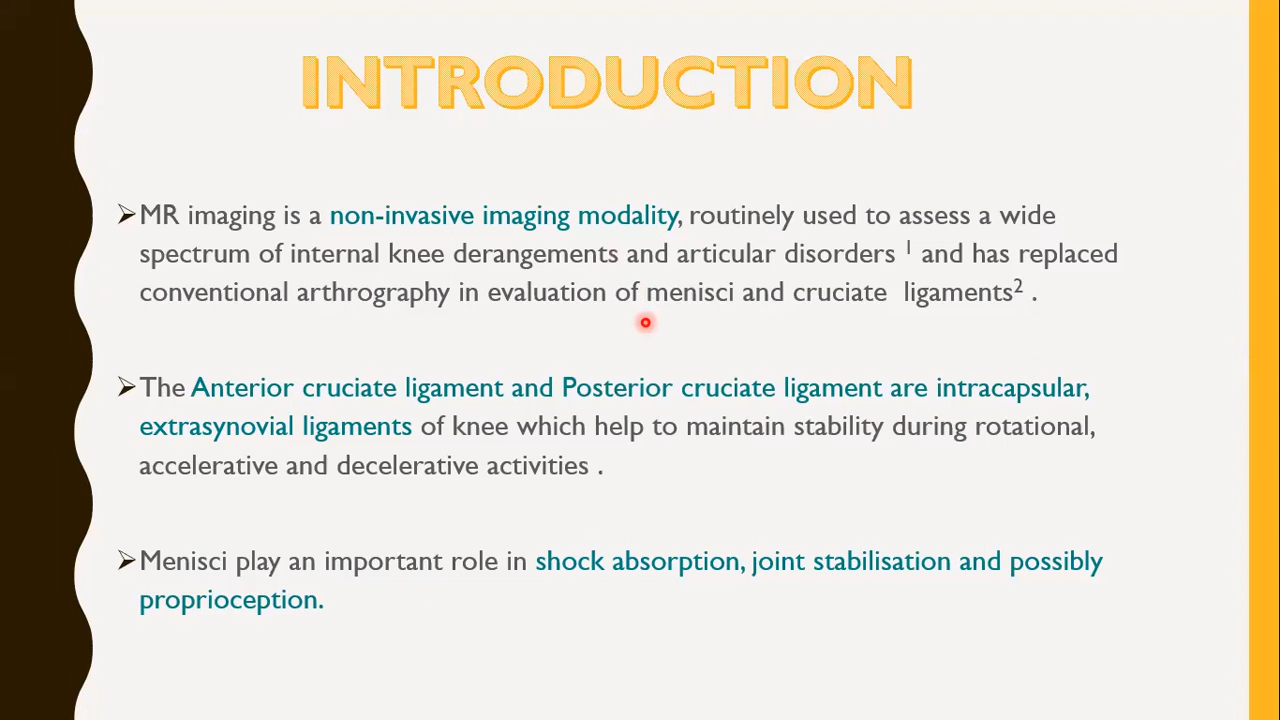 INTRODUCTION
➢MR imaging is a non-invasive imaging modality, routinely used to assess a wide
spectrum of internal knee derangements and articular disorders ¹ and has replaced
conventional arthrography in evaluation of menisci and cruciate ligaments² .
➢The Anterior cruciate ligament and Posterior cruciate ligament are intracapsular,
extrasynovial ligaments of knee which help to maintain stability during rotational,
accelerative and decelerative activities .
➢Menisci play an important role in shock absorption, joint stabilisation and possibly
proprioception.